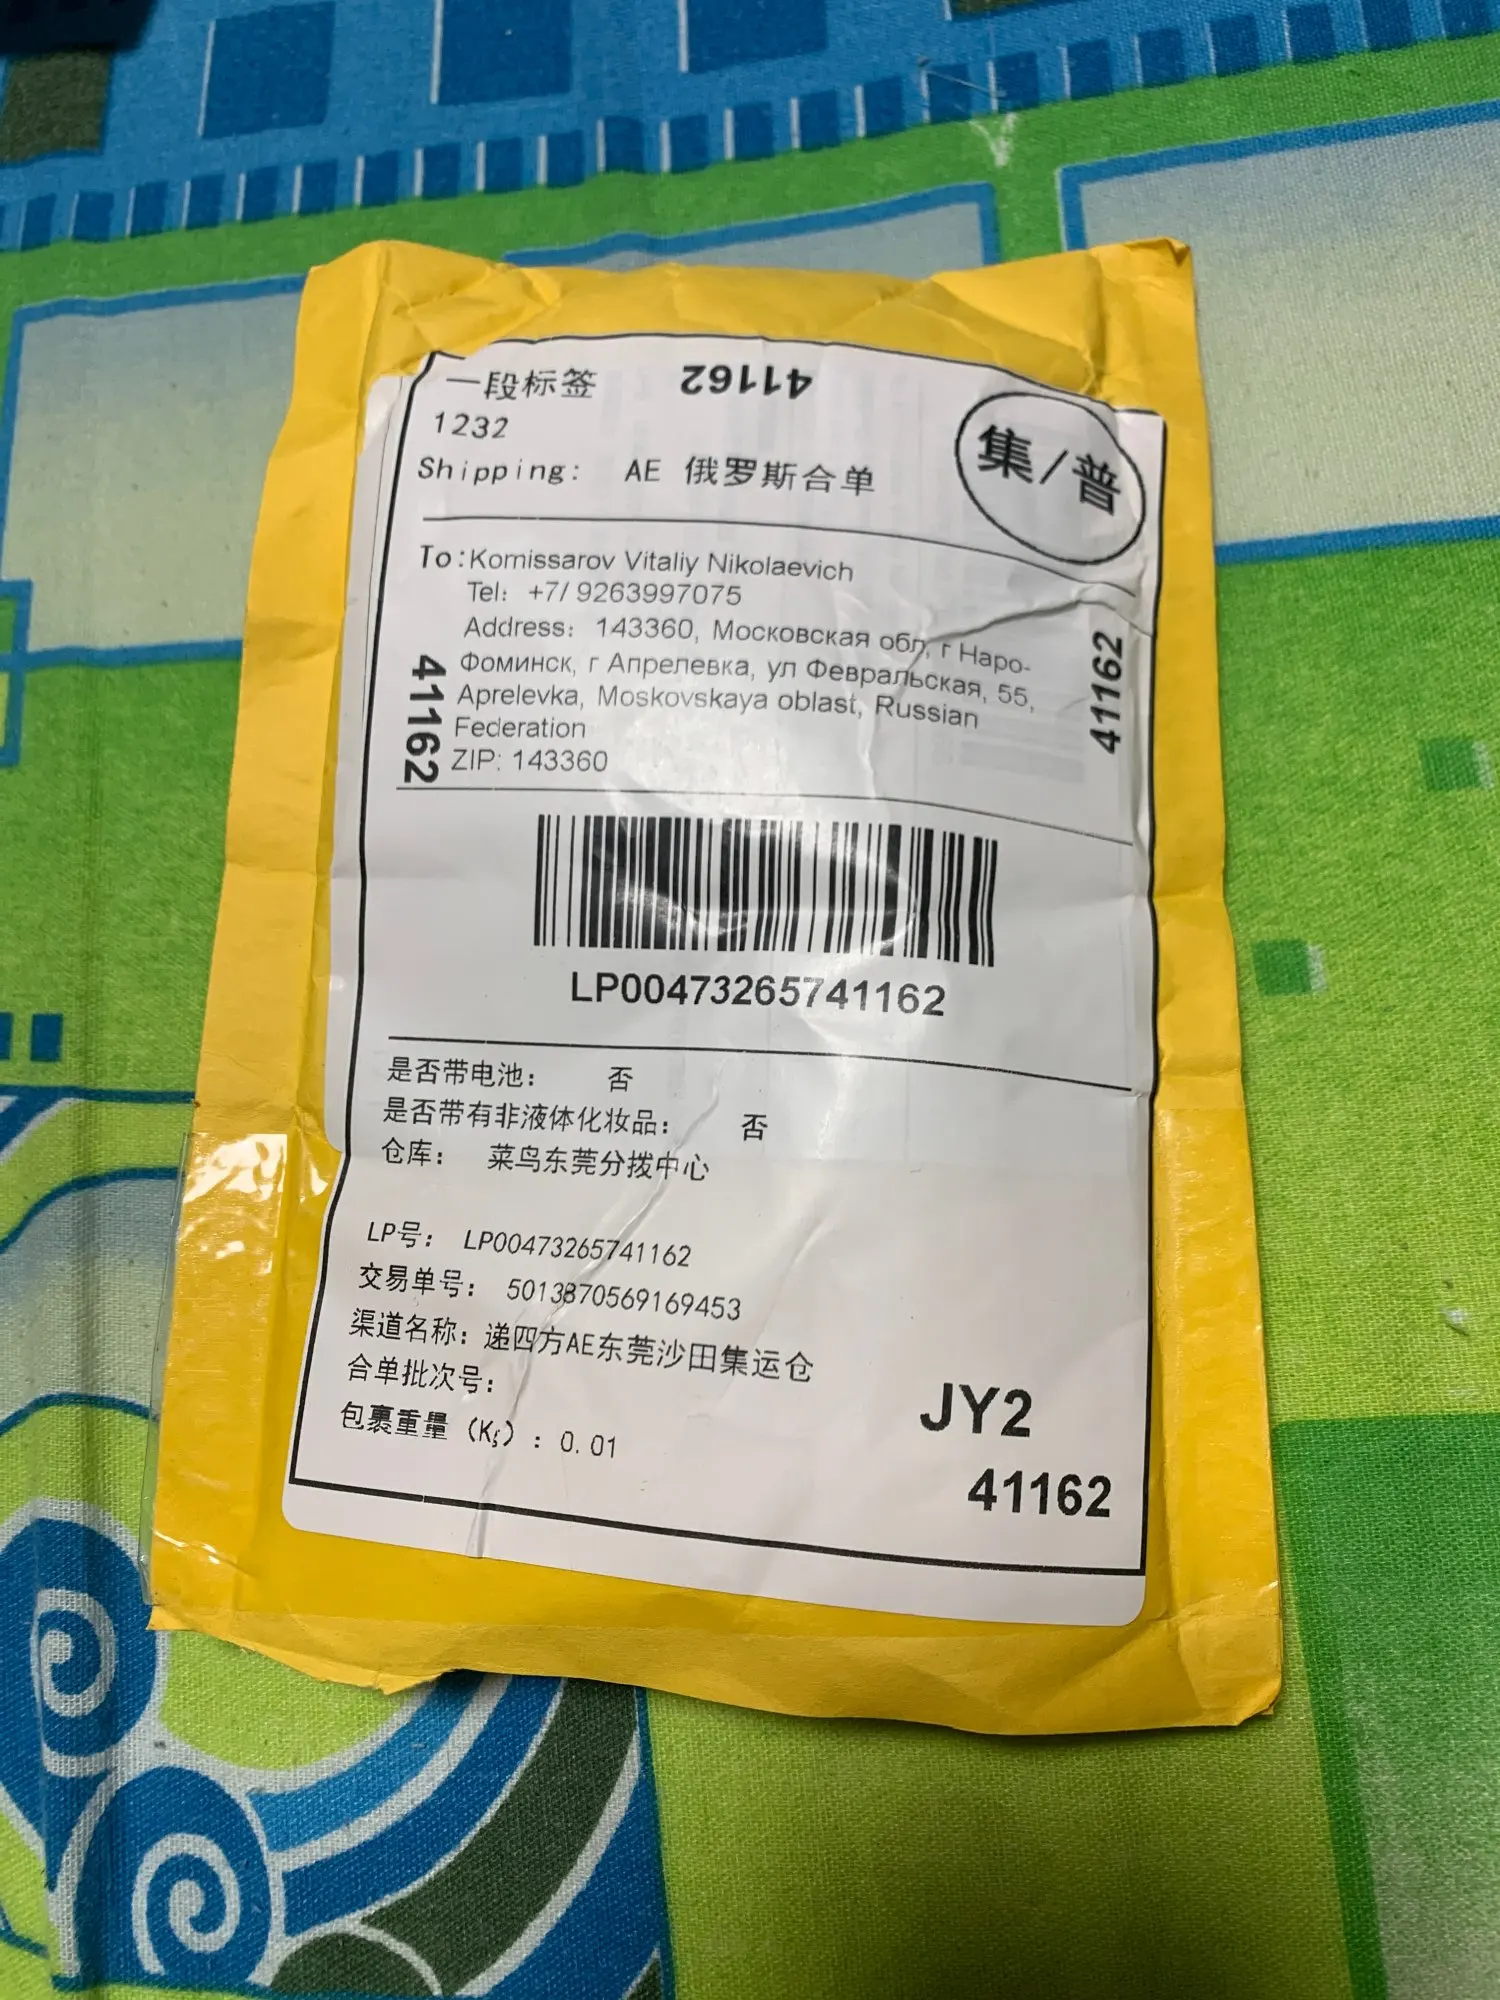 一段标签
41162
1232
Shipping: AE 俄罗斯合单
集/普
To:Komissarov Vitaliy Nikolaevich
Tel: +7/ 9263997075
Address: 143360, Московская обл, г Наро-
Фоминск, г Апрелевка, ул Февральская, 55,
Aprelevka, Moskovskaya oblast, Russian
Federation
ZIP: 143360
41162
41162
LP00473265741162
是否带电池: 否
是否带有非液体化妆品: 否
仓库: 菜鸟东莞分拨中心
LP号: LP00473265741162
交易单号: 5013870569169453
渠道名称: 递四方AE东莞沙田集运仓
合单批次号:
包裹重量 (Kg) : 0.01
JY2
41162